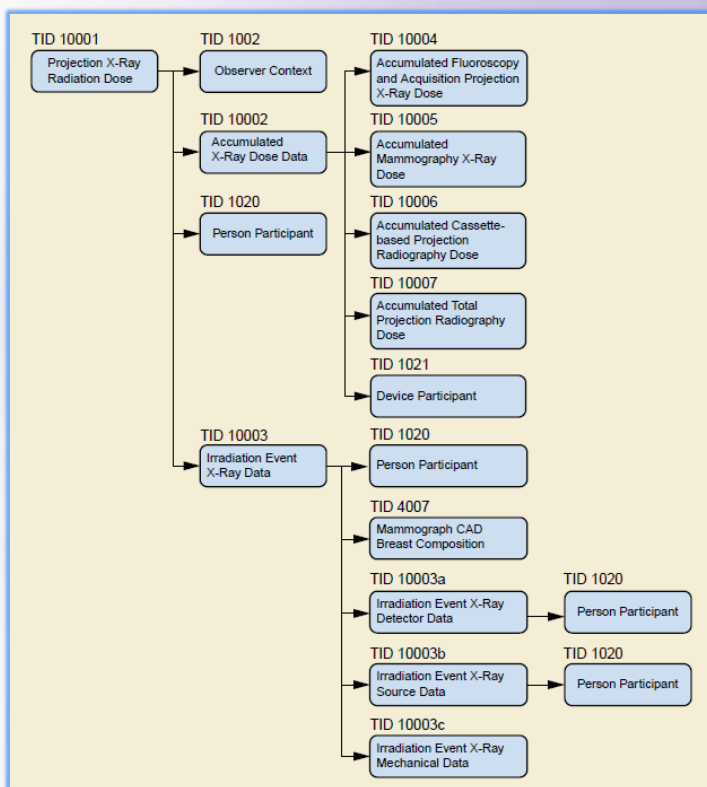 TID 10001
Projection X-Ray
Radiation Dose
TID 1002
Observer Context
TID 10002
Accumulated
X-Ray Dose Data
TID 1020
Person Participant
TID 10004
Accumulated Fluoroscopy
and Acquisition Projection
X-Ray Dose
TID 10005
Accumulated
Mammography X-Ray
Dose
TID 10006
Accumulated Cassette-
based Projection
Radiography Dose
TID 10007
Accumulated Total
Projection Radiography
Dose
TID 1021
Device Participant
TID 10003
Irradiation Event
X-Ray Data
TID 1020
Person Participant
TID 4007
Mammograph CAD
Breast Composition
TID 10003a
Irradiation Event X-Ray
Detector Data
TID 1020
Person Participant
TID 10003b
Irradiation Event X-Ray
Source Data
TID 1020
Person Participant
TID 10003c
Irradiation Event X-Ray
Mechanical Data